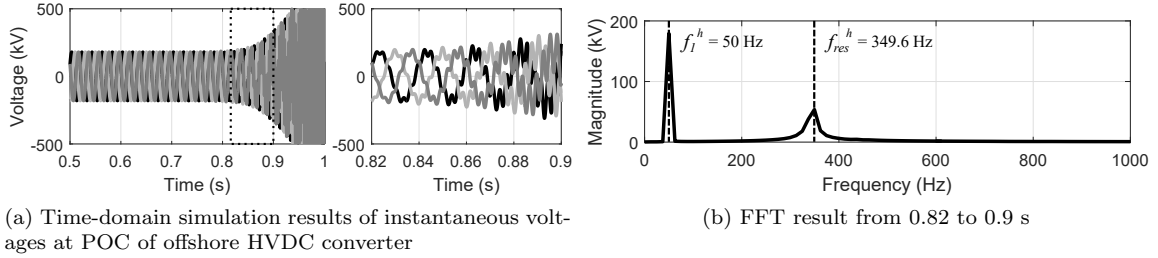 500
0
-500
Voltage (kV)
0.5 0.6 0.7 0.8 0.9 1
Time (s)
500
0
-500
0.82 0.84 0.86 0.88 0.9
Time (s)
(a) Time-domain simulation results of instantaneous volt-
ages at POC of offshore HVDC converter
200
100
0
Magnitude (kV)
f₁ʰ = 50 Hz
fᵣₑₛʰ = 349.6 Hz
0 200 400 600 800 1000
Frequency (Hz)
(b) FFT result from 0.82 to 0.9 s